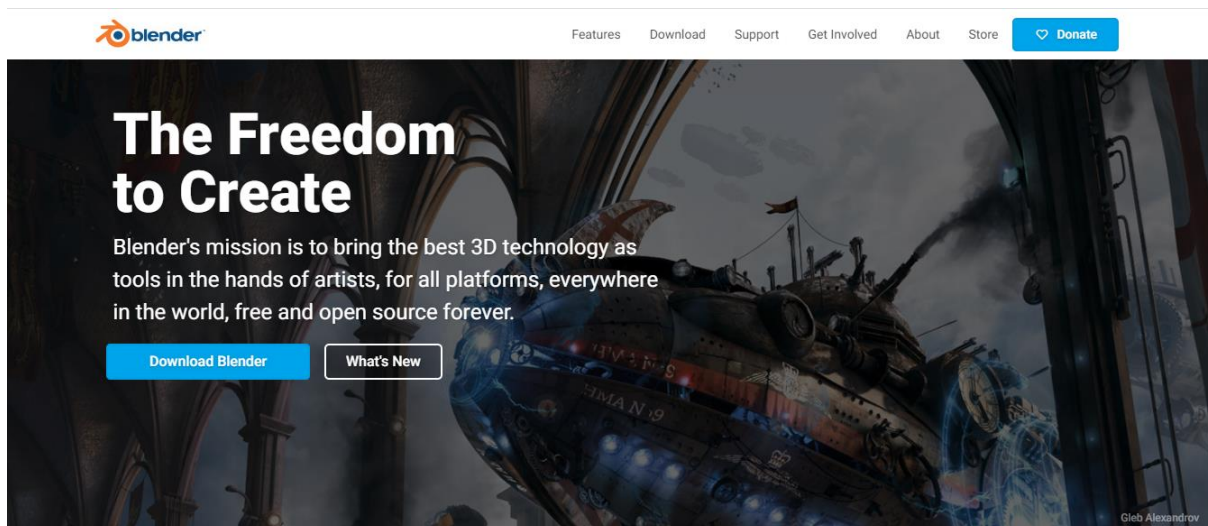 blender
Features Download Support Get Involved About Store Donate
The Freedom
to Create
Blender's mission is to bring the best 3D technology as
tools in the hands of artists, for all platforms, everywhere
in the world, free and open source forever.
Download Blender What's New
HMAN 9
Gleb Alexandrov